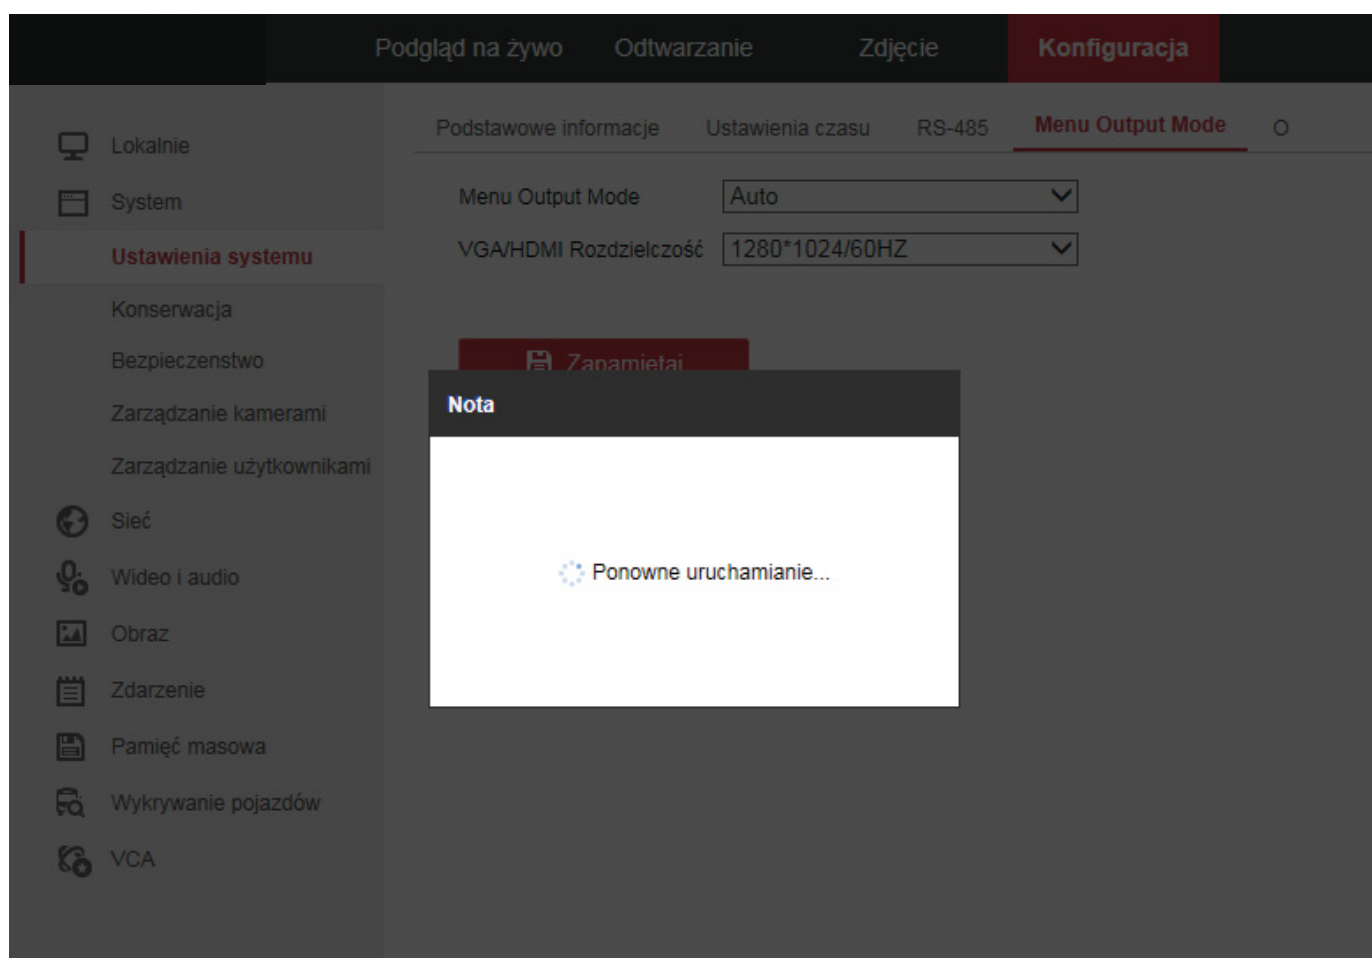 Podgląd na żywo Odtwarzanie Zdjęcie Konfiguracja
Podstawowe informacje Ustawienia czasu RS-485 Menu Output Mode O
Lokalnie
System
Ustawienia systemu
Konserwacja
Bezpieczenstwo
Zarządzanie kamerami
Zarządzanie użytkownikami
Sieć
Wideo i audio
Obraz
Zdarzenie
Pamięć masowa
Wykrywanie pojazdów
VCA
Menu Output Mode Auto
VGA/HDMI Rozdzielczość 1280*1024/60HZ
Zapamietaj
Nota
Ponowne uruchamianie...